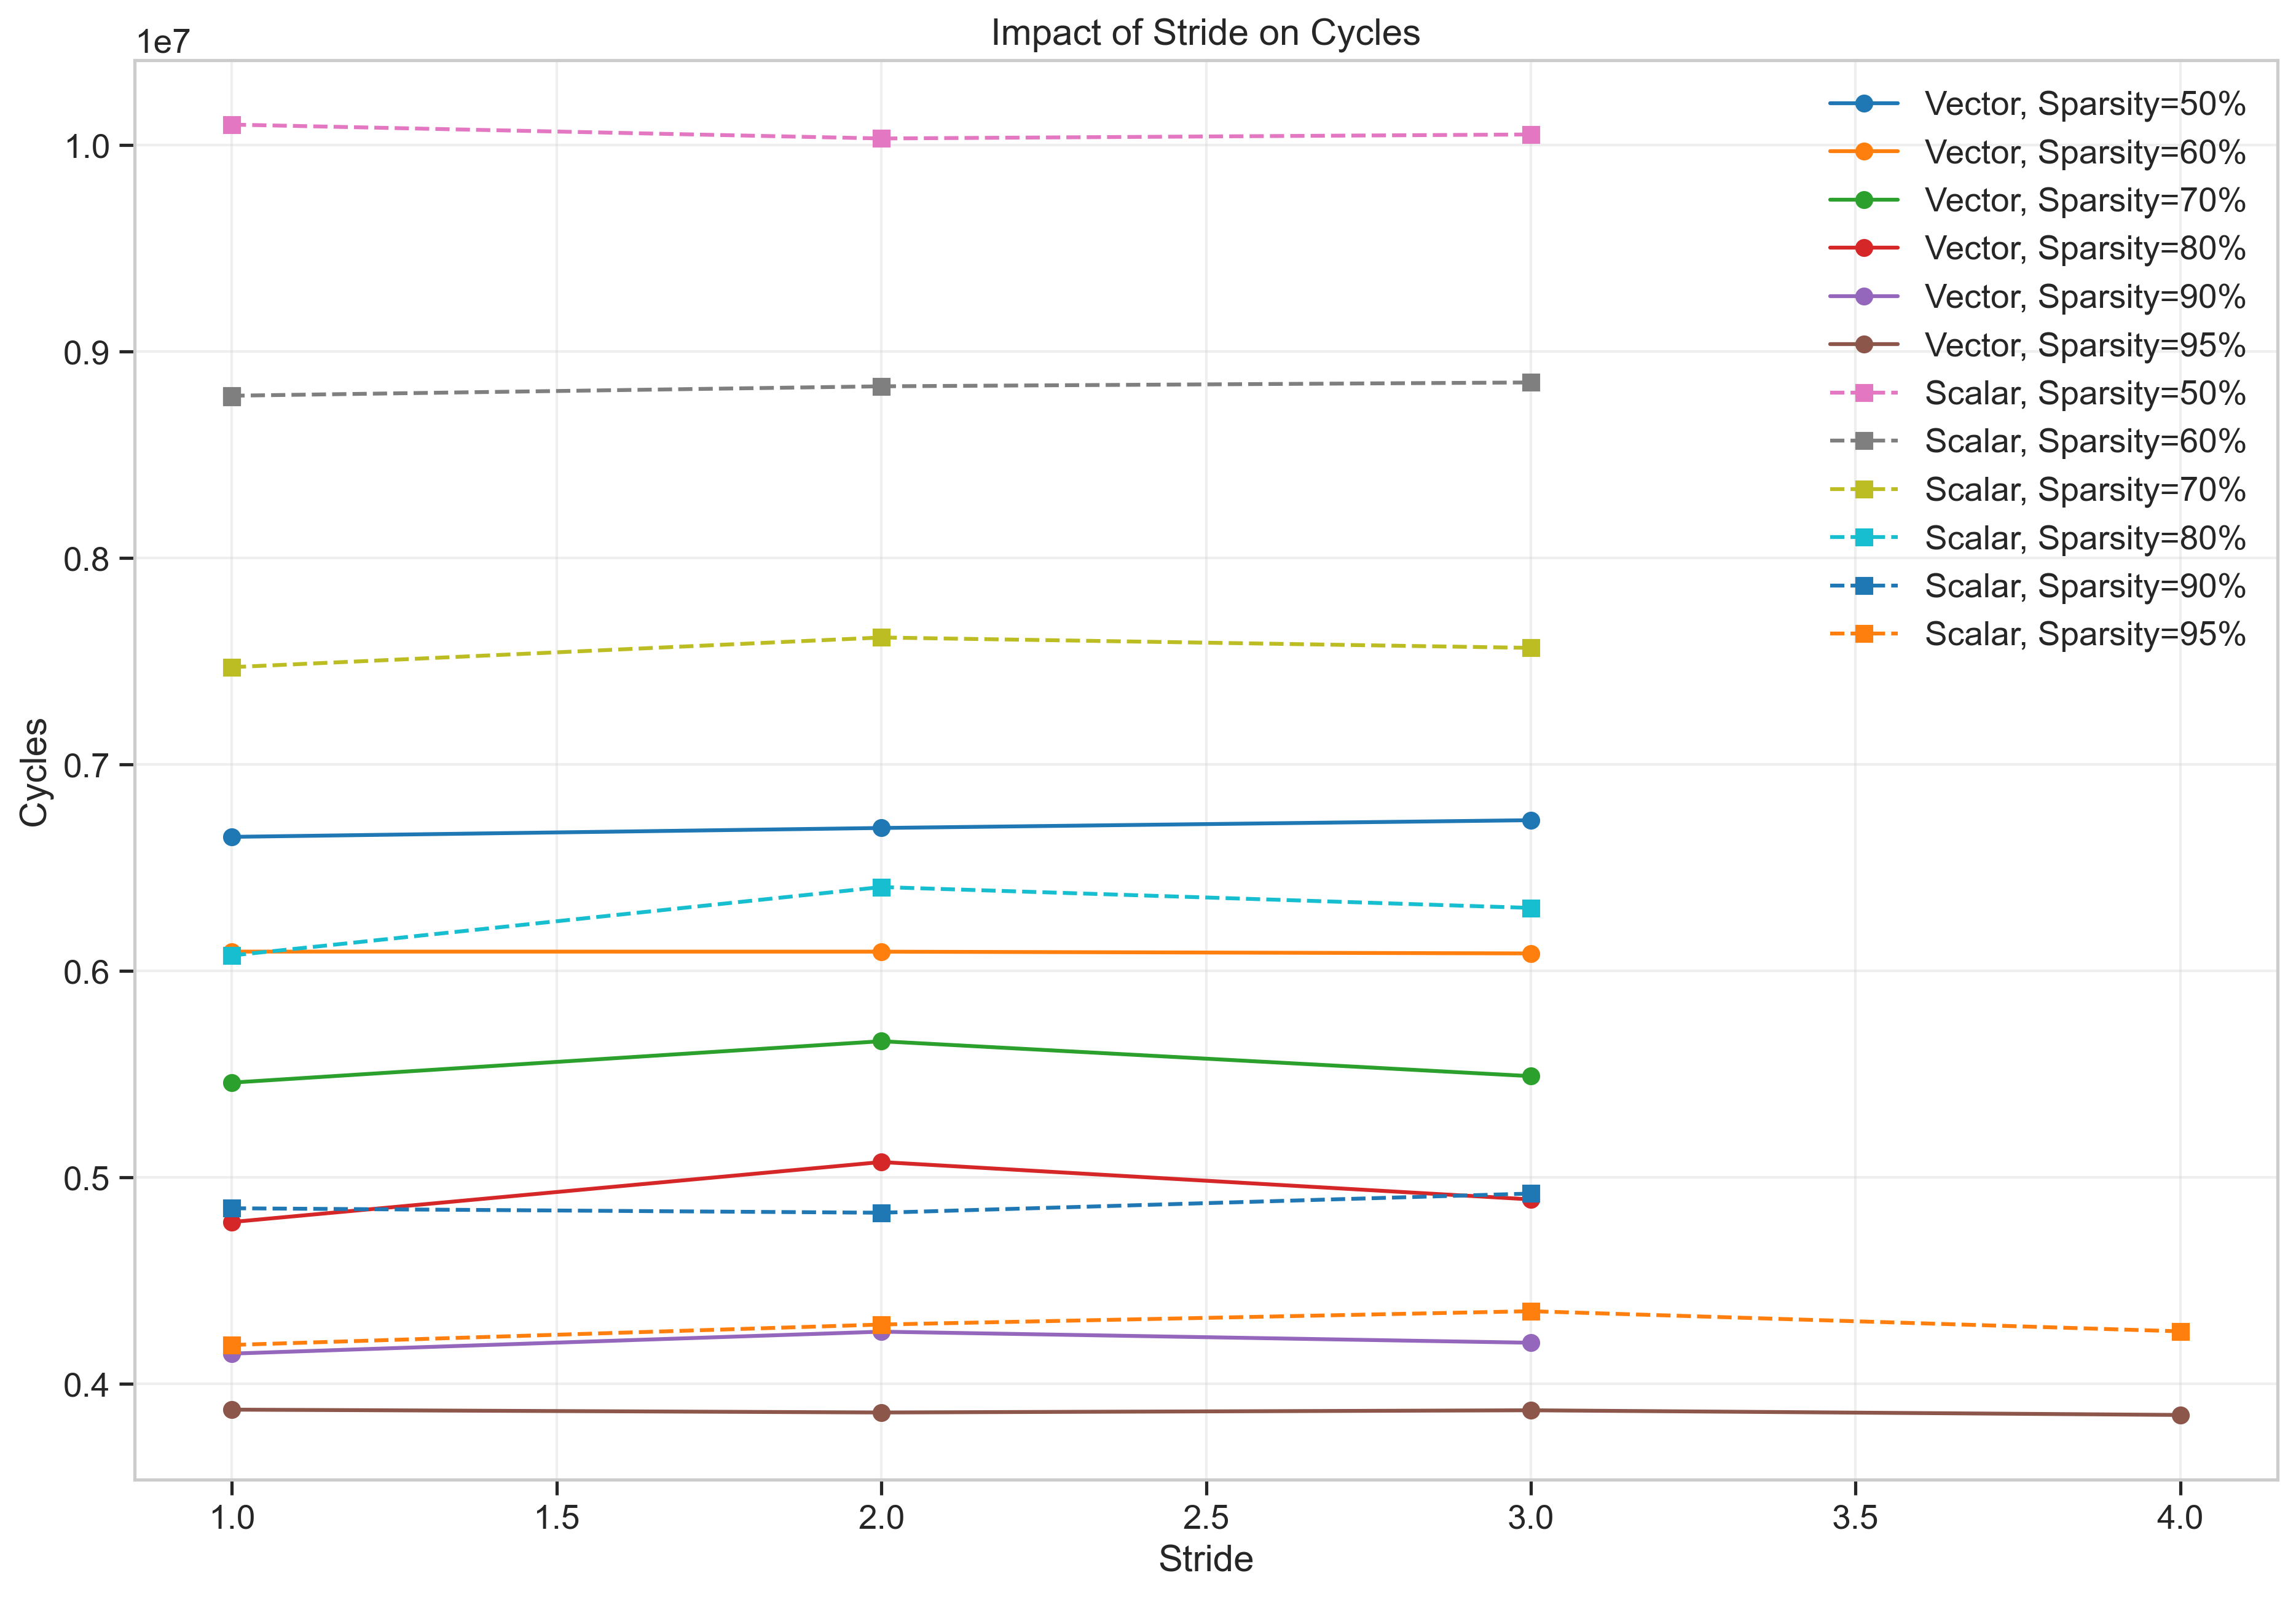 Impact of Stride on Cycles
1e7
1.0
0.9
0.8
0.7
0.6
0.5
0.4
Cycles
Vector, Sparsity=50%
Vector, Sparsity=60%
Vector, Sparsity=70%
Vector, Sparsity=80%
Vector, Sparsity=90%
Vector, Sparsity=95%
Scalar, Sparsity=50%
Scalar, Sparsity=60%
Scalar, Sparsity=70%
Scalar, Sparsity=80%
Scalar, Sparsity=90%
Scalar, Sparsity=95%
1.0 1.5 2.0 2.5 3.0 3.5 4.0
Stride